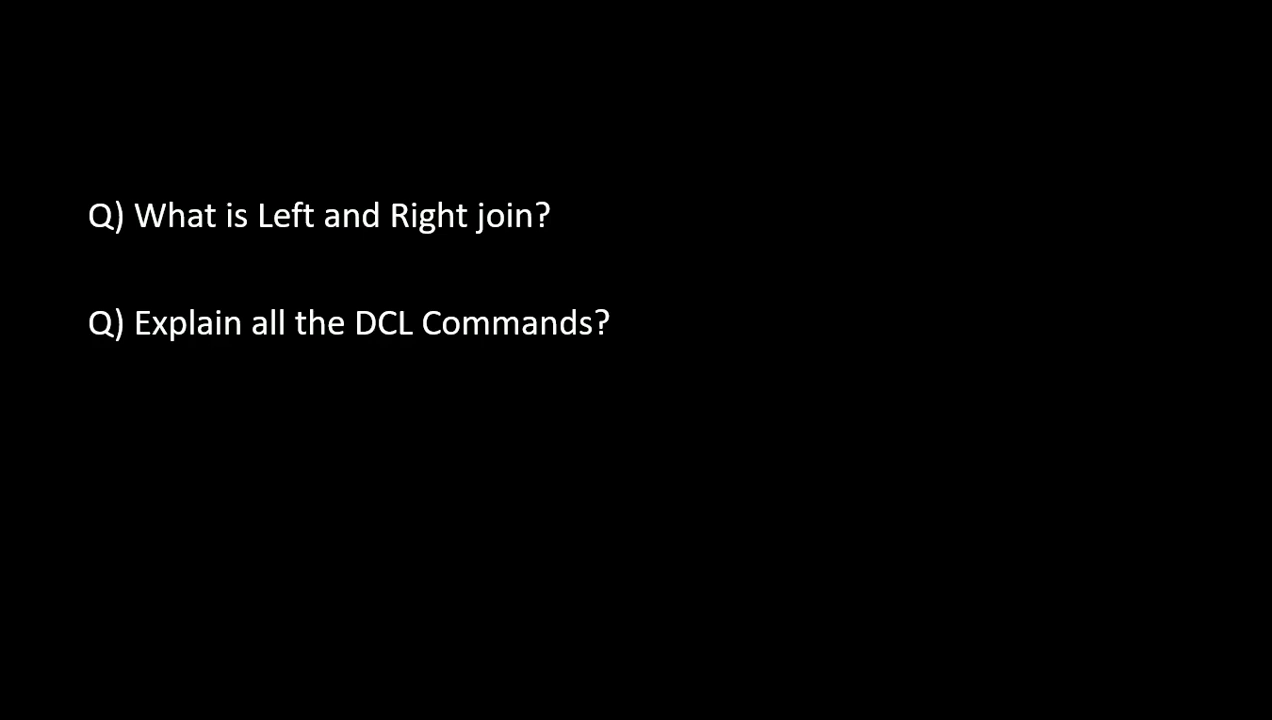 Q) What is Left and Right join?
Q) Explain all the DCL Commands?